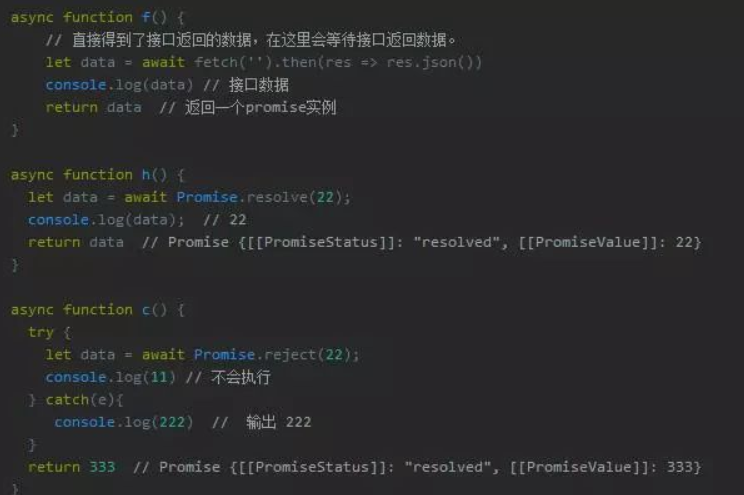 async function f() {
    // 直接得到了接口返回的数据，在这里会等待接口返回数据。
    let data = await fetch('').then(res => res.json())
    console.log(data) // 接口数据
    return data  // 返回一个promise实例
}
async function h() {
  let data = await Promise.resolve(22);
  console.log(data);  // 22
  return data  // Promise {[[PromiseStatus]]: "resolved", [[PromiseValue]]: 22}
}
async function c() {
  try {
    let data = await Promise.reject(22);
    console.log(11) // 不会执行
  } catch(e){
     console.log(222)  //  输出 222
  }
  return 333  // Promise {[[PromiseStatus]]: "resolved", [[PromiseValue]]: 333}
}